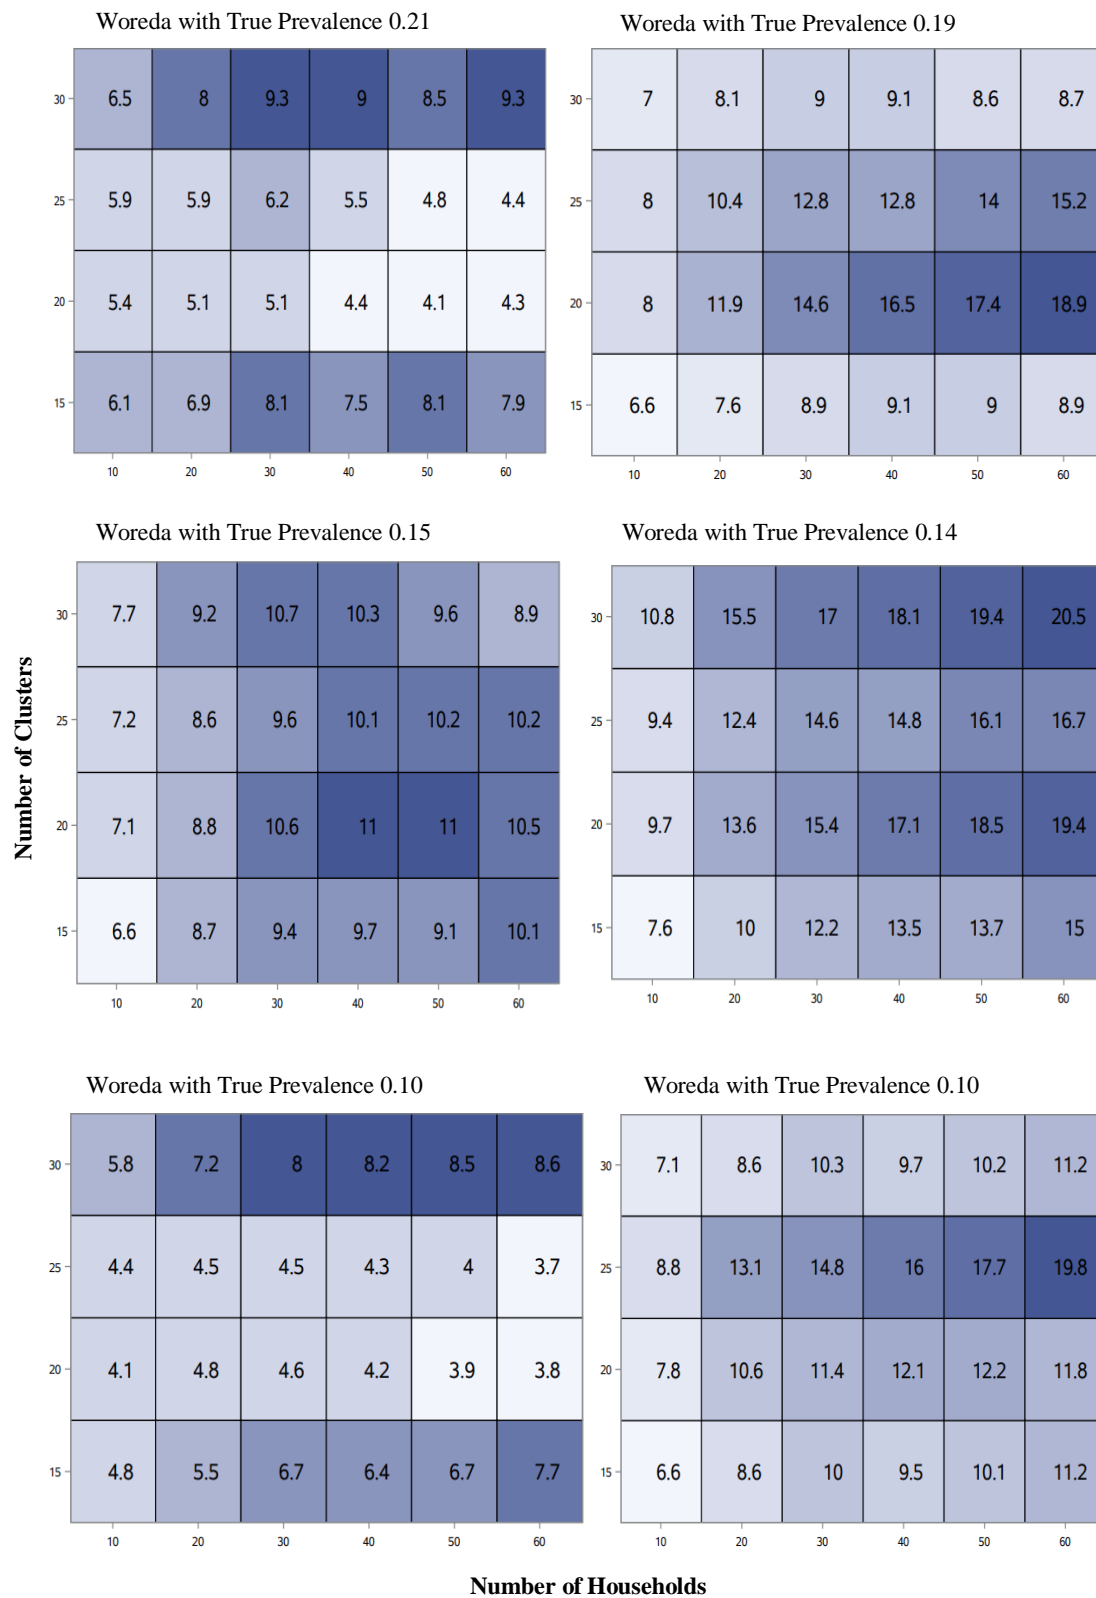 Woreda with True Prevalence 0.21
30 6.5 8 9.3 9 8.5 9.3
25 5.9 5.9 6.2 5.5 4.8 4.4
20 5.4 5.1 5.1 4.4 4.1 4.3
15 6.1 6.9 8.1 7.5 8.1 7.9
10 20 30 40 50 60
Woreda with True Prevalence 0.19
30 7 8.1 9 9.1 8.6 8.7
25 8 10.4 12.8 12.8 14 15.2
20 8 11.9 14.6 16.5 17.4 18.9
15 6.6 7.6 8.9 9.1 9 8.9
10 20 30 40 50 60
Number of Clusters
Woreda with True Prevalence 0.15
30 7.7 9.2 10.7 10.3 9.6 8.9
25 7.2 8.6 9.6 10.1 10.2 10.2
20 7.1 8.8 10.6 11 11 10.5
15 6.6 8.7 9.4 9.7 9.1 10.1
10 20 30 40 50 60
Woreda with True Prevalence 0.14
30 10.8 15.5 17 18.1 19.4 20.5
25 9.4 12.4 14.6 14.8 16.1 16.7
20 9.7 13.6 15.4 17.1 18.5 19.4
15 7.6 10 12.2 13.5 13.7 15
10 20 30 40 50 60
Woreda with True Prevalence 0.10
30 5.8 7.2 8 8.2 8.5 8.6
25 4.4 4.5 4.5 4.3 4 3.7
20 4.1 4.8 4.6 4.2 3.9 3.8
15 4.8 5.5 6.7 6.4 6.7 7.7
10 20 30 40 50 60
Woreda with True Prevalence 0.10
30 7.1 8.6 10.3 9.7 10.2 11.2
25 8.8 13.1 14.8 16 17.7 19.8
20 7.8 10.6 11.4 12.1 12.2 11.8
15 6.6 8.6 10 9.5 10.1 11.2
10 20 30 40 50 60
Number of Households